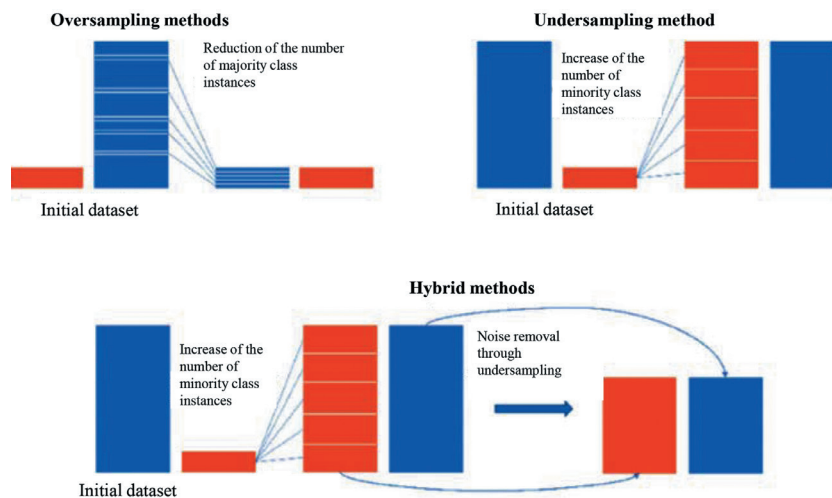 Oversampling methods
Reduction of the number
of majority class
instances
Initial dataset
Undersampling method
Increase of the
number of
minority class
instances
Initial dataset
Hybrid methods
Increase of the
number of
minority class
instances
Noise removal
through
undersampling
Initial dataset